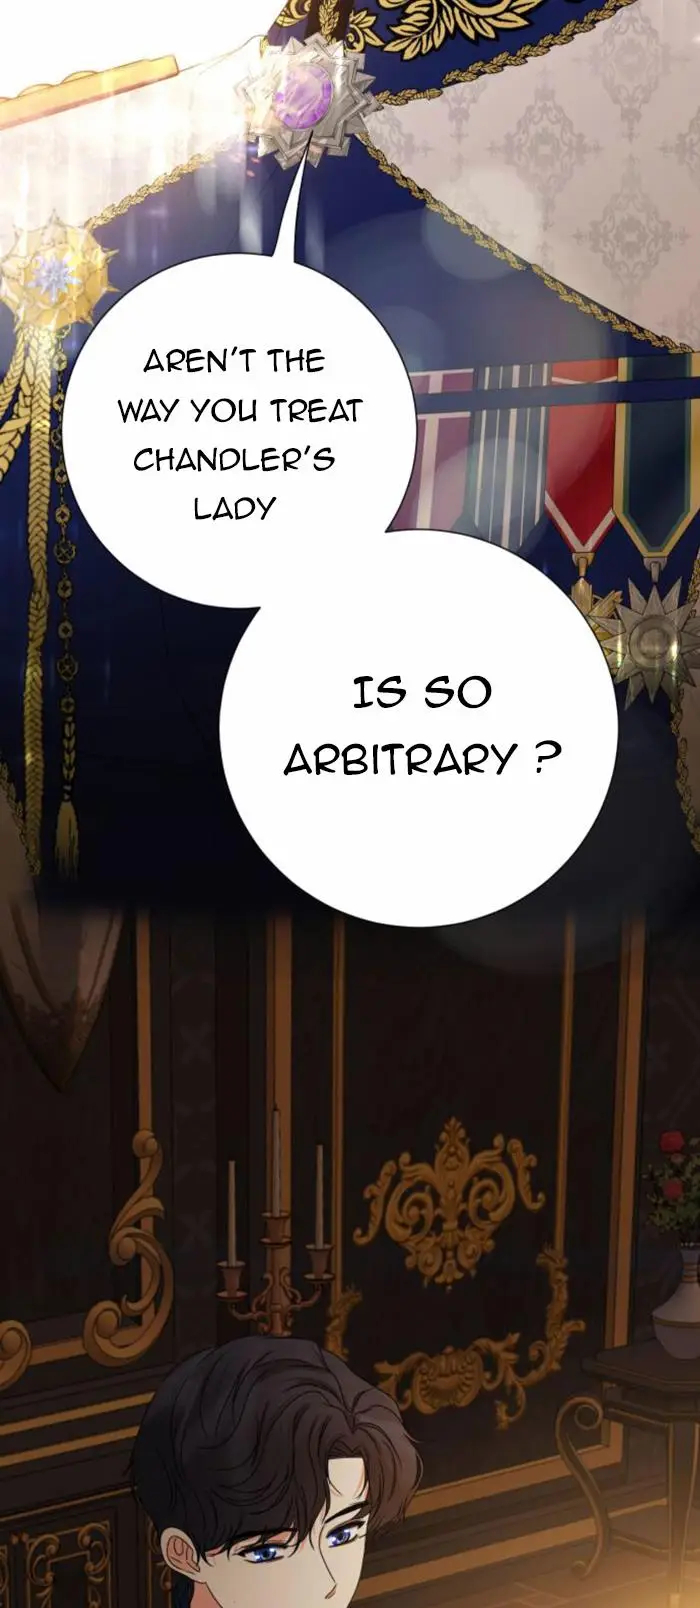 AREN'T THE
WAY YOU TREAT
CHANDLER'S
LADY
IS SO
ARBITRARY ?